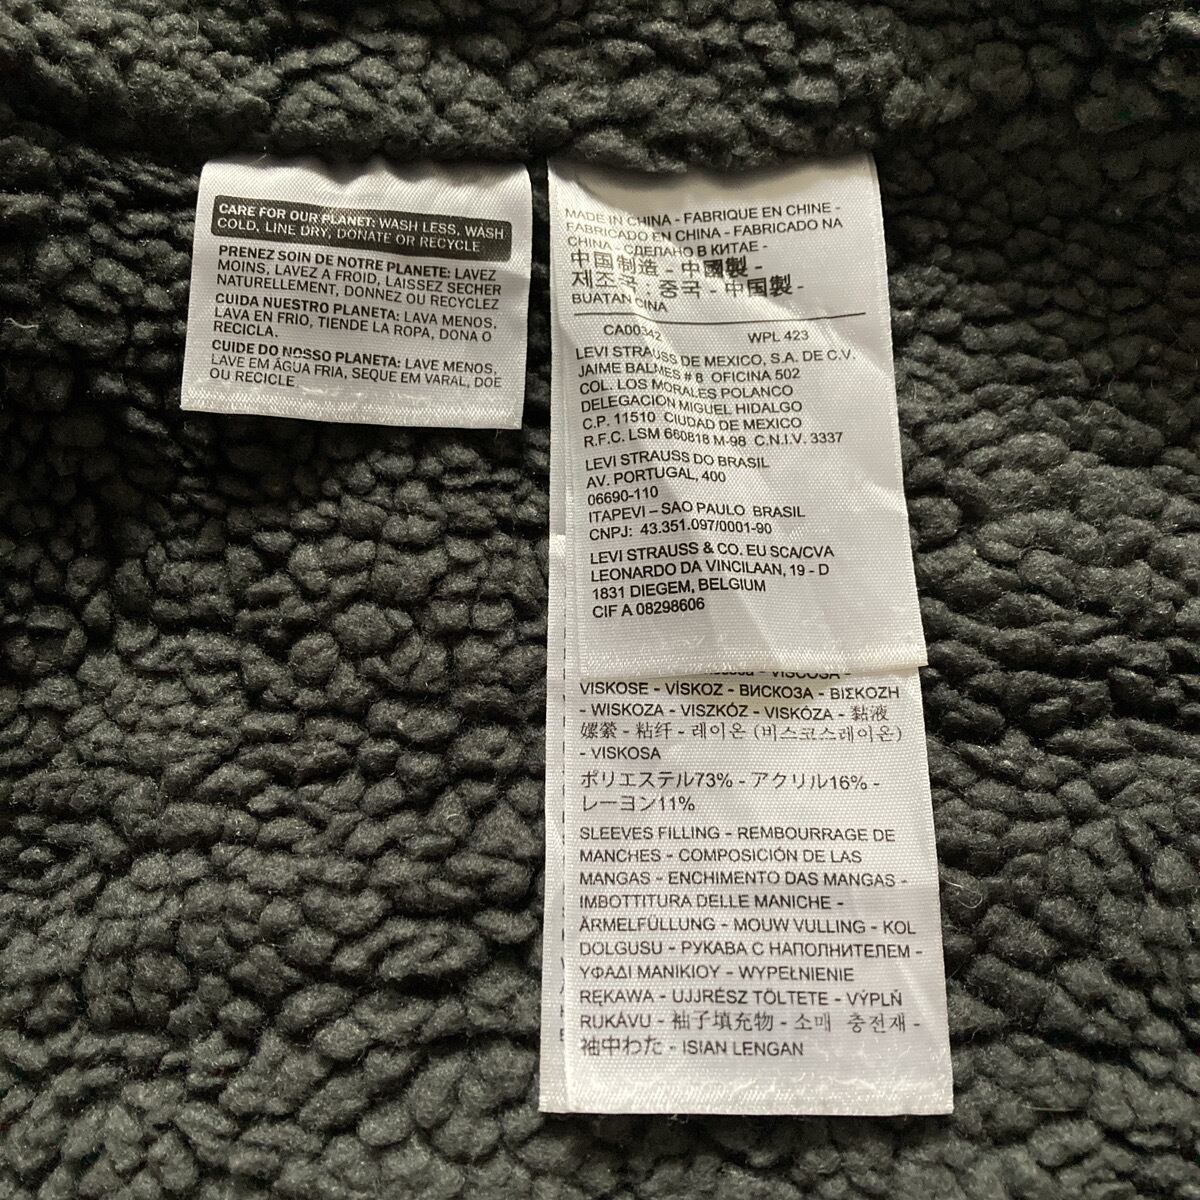 CARE FOR OUR PLANET: WASH LESS, WASH
COLD, LINE DRY, DONATE OR RECYCLE
PRENEZ SOIN DE NOTRE PLANETE: LAVEZ
MOINS, LAVEZ A FROID, LAISSEZ SECHER
NATURELLEMENT, DONNEZ OU RECYCLEZ
CUIDA NUESTRO PLANETA: LAVA MENOS,
LAVA EN FRIO, TIENDE LA ROPA, DONA O
RECICLA.
CUIDE DO NOSSO PLANETA: LAVE MENOS,
LAVE EM ÁGUA FRIA, SEQUE EM VARAL, DOE
OU RECICLE.
MADE IN CHINA - FABRIQUE EN CHINE -
FABRICADO EN CHINA - FABRICADO NA
CHINA - СДЕЛАНО В КИТАЕ -
中国制造 - 中國製 -
제조국 : 중국 - 中国製 -
BUATAN CINA
CA00342 WPL 423
LEVI STRAUSS DE MEXICO, S.A. DE C.V.
JAIME BALMES # 8 OFICINA 502
COL. LOS MORALES POLANCO
DELEGACION MIGUEL HIDALGO
C.P. 11510 CIUDAD DE MEXICO
R.F.C. LSM 660818 M-98 C.N.I.V. 3337
LEVI STRAUSS DO BRASIL
AV. PORTUGAL, 400
06690-110
ITAPEVI – SAO PAULO BRASIL
CNPJ: 43.351.097/0001-90
LEVI STRAUSS & CO. EU SCA/CVA
LEONARDO DA VINCILAAN, 19 - D
1831 DIEGEM, BELGIUM
CIF A 08298606
VISCOSA -
VISKOSE - VİSKOZ - ВИСКОЗА - ΒΙΣΚΟΖΗ
- WISKOZA - VISZKÓZ - VISKÓZA - 黏液
嫘縈 - 粘纤 - 레이온 (비스코스레이온)
- VISKOSA
ポリエステル73% - アクリル16% -
レーヨン11%
SLEEVES FILLING - REMBOURRAGE DE
MANCHES - COMPOSICIÓN DE LAS
MANGAS - ENCHIMENTO DAS MANGAS -
IMBOTTITURA DELLE MANICHE -
ÄRMELFÜLLUNG - MOUW VULLING - KOL
DOLGUSU - РУКАВА С НАПОЛНИТЕЛЕМ -
ΥΦΑΔΙ ΜΑΝΙΚΙΟΥ - WYPEŁNIENIE
RĘKAWA - UJJRÉSZ TÖLTETE - VÝPLŇ
RUKÁVU - 袖子填充物 - 소매 충전재 -
袖中わた - ISIAN LENGAN